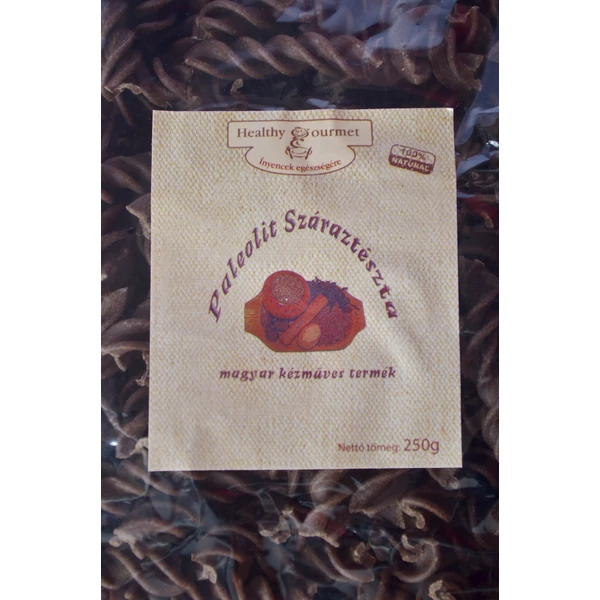 Healthy Gourmet
Ínyencek egészségére
100%
NATURAL
Paleolit Száraztészta
magyar kézműves termék
Nettó tömeg: 250g